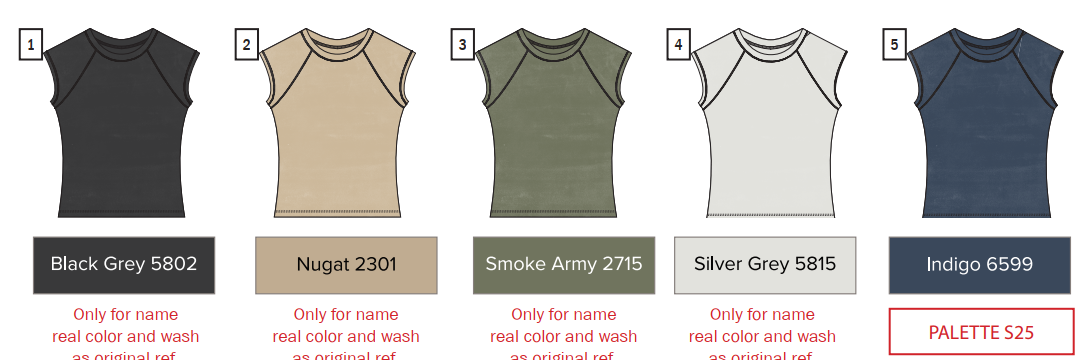 1
2
3
4
5
Black Grey 5802
Nugat 2301
Smoke Army 2715
Silver Grey 5815
Indigo 6599
Only for name
real color and wash
as original ref.
Only for name
real color and wash
as original ref.
Only for name
real color and wash
as original ref.
Only for name
real color and wash
as original ref.
PALETTE S25